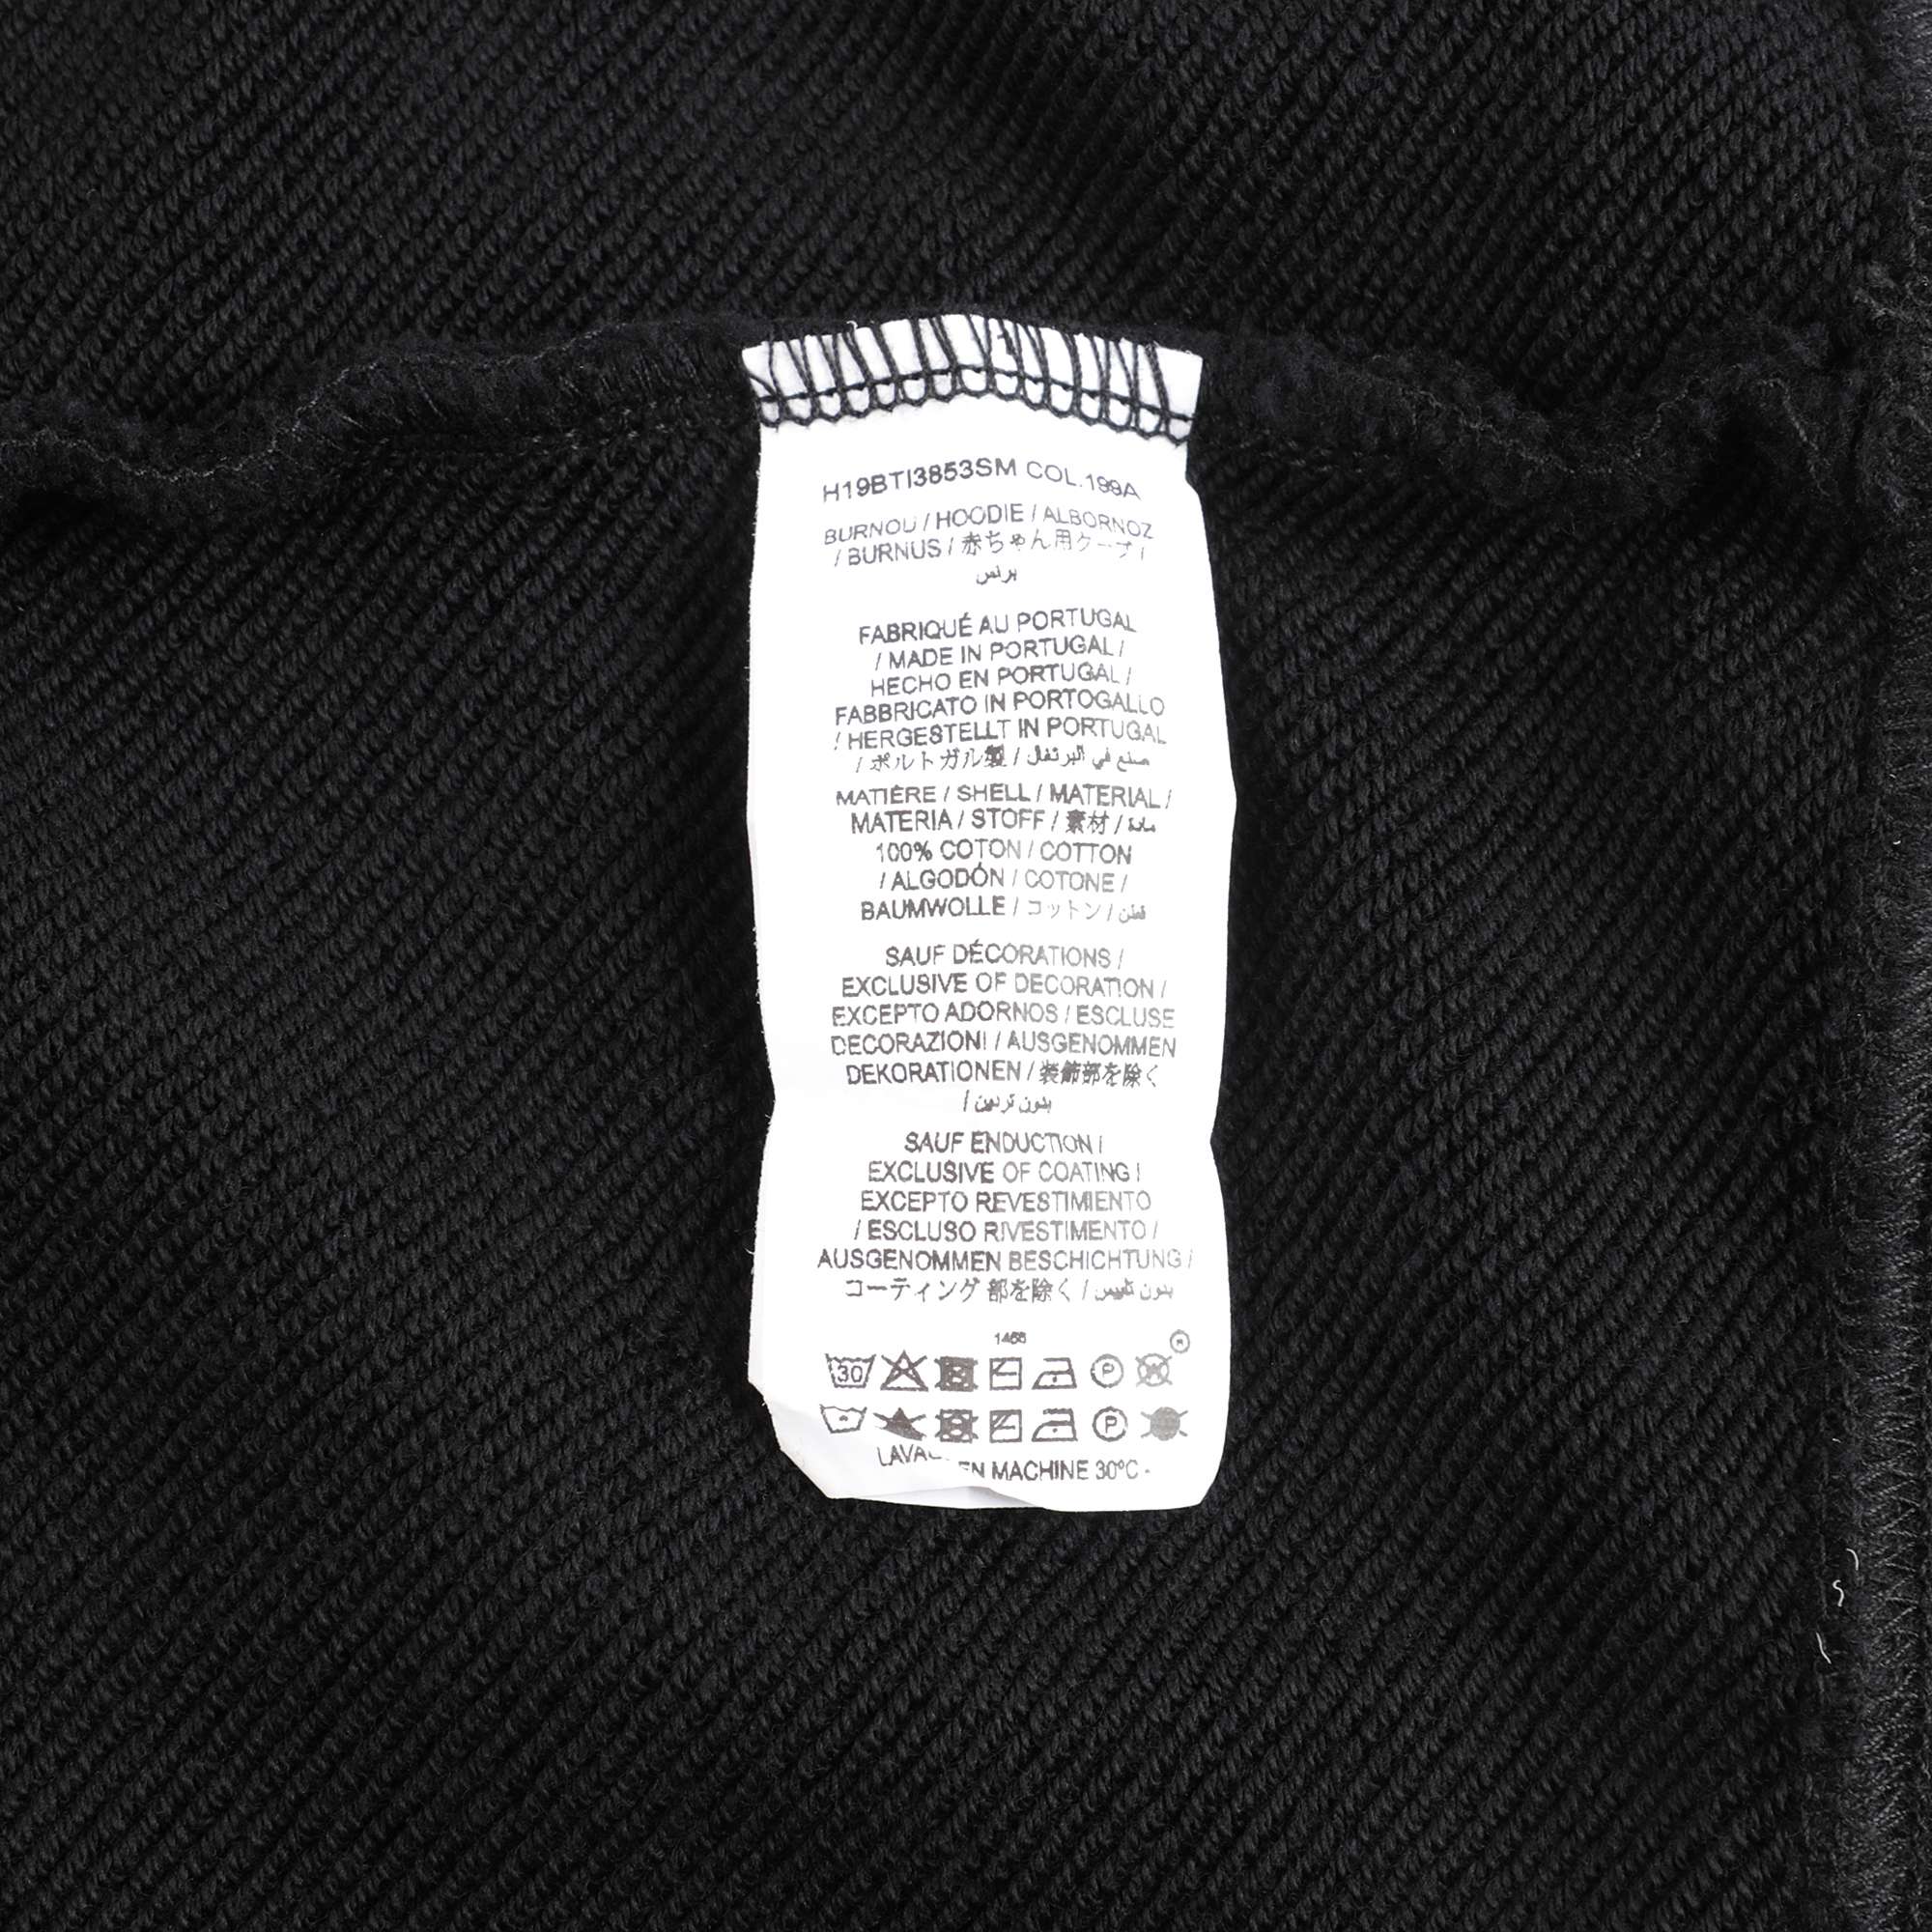 H19BTI3853SM COL.199A
BURNOU / HOODIE / ALBORNOZ
/ BURNUS / 赤ちゃん用ケープ /
برنس
FABRIQUÉ AU PORTUGAL
/ MADE IN PORTUGAL /
HECHO EN PORTUGAL /
FABBRICATO IN PORTOGALLO
/ HERGESTELLT IN PORTUGAL
/ ポルトガル製 / صنع في البرتغال
MATIÈRE / SHELL / MATERIAL /
MATERIA / STOFF / 素材 / مادة
100% COTON / COTTON
/ ALGODÓN / COTONE /
BAUMWOLLE / コットン / قطن
SAUF DÉCORATIONS /
EXCLUSIVE OF DECORATION /
EXCEPTO ADORNOS / ESCLUSE
DECORAZIONI / AUSGENOMMEN
DEKORATIONEN / 装飾部を除く
/ بدون تزيين
SAUF ENDUCTION /
EXCLUSIVE OF COATING /
EXCEPTO REVESTIMIENTO
/ ESCLUSO RIVESTIMENTO /
AUSGENOMMEN BESCHICHTUNG /
コーティング 部を除く / بدون تلبيس
30 P W
P
EN MACHINE 30°C -